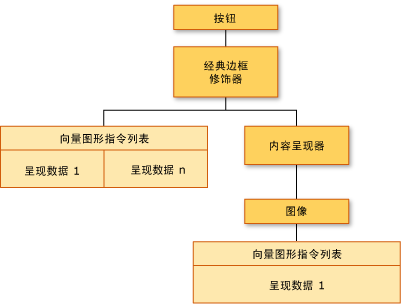 按钮
经典边框
修饰器
向量图形指令列表
呈现数据 1
呈现数据 n
内容呈现器
图像
向量图形指令列表
呈现数据 1